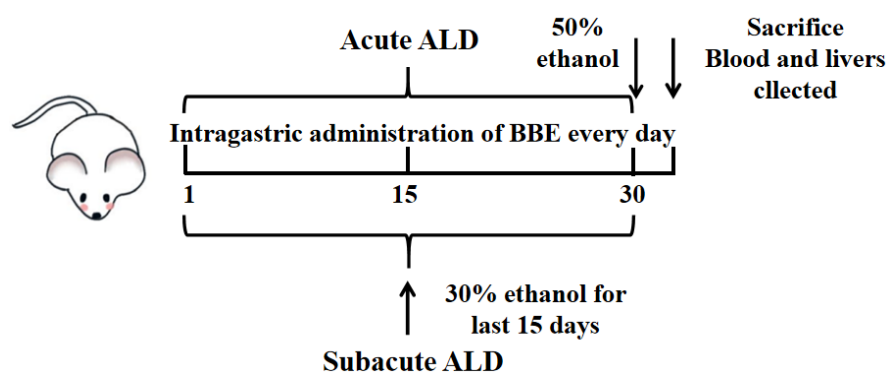 Acute ALD
50%
ethanol
Sacrifice
Blood and livers
cllected
Intragastric administration of BBE every day
1
15
30
30% ethanol for
last 15 days
Subacute ALD